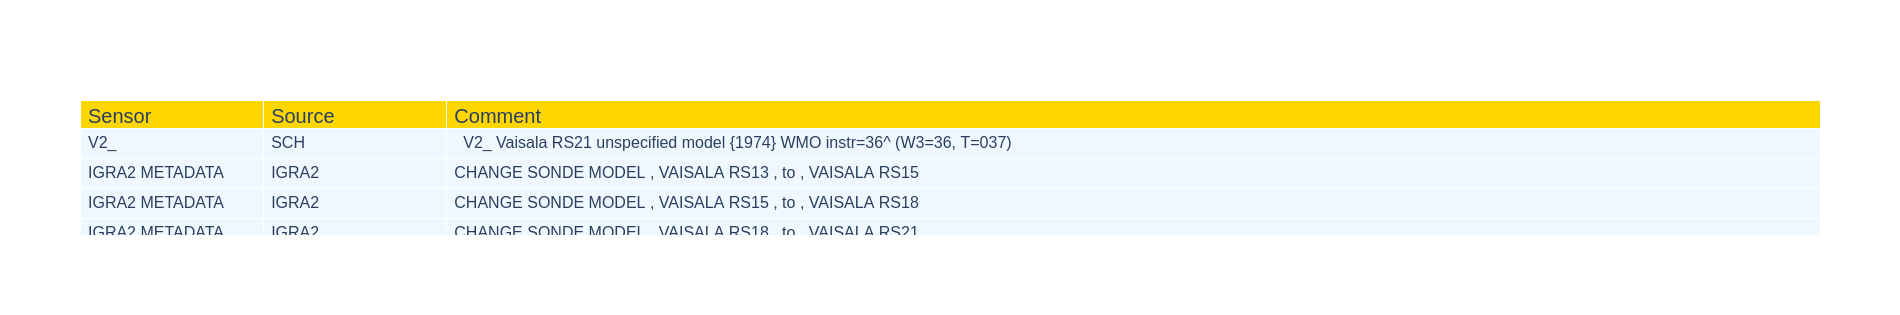 Sensor Source Comment
V2_ SCH V2_ Vaisala RS21 unspecified model {1974} WMO instr=36^ (W3=36, T=037)
IGRA2 METADATA IGRA2 CHANGE SONDE MODEL , VAISALA RS13 , to , VAISALA RS15
IGRA2 METADATA IGRA2 CHANGE SONDE MODEL , VAISALA RS15 , to , VAISALA RS18
IGRA2 METADATA IGRA2 CHANGE SONDE MODEL , VAISALA RS18 , to , VAISALA RS21